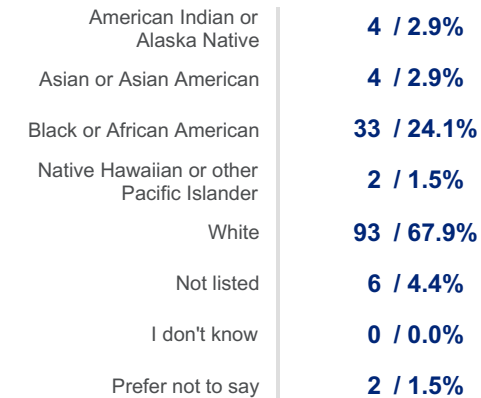 American Indian or
Alaska Native
4 / 2.9%
Asian or Asian American
4 / 2.9%
Black or African American
33 / 24.1%
Native Hawaiian or other
Pacific Islander
2 / 1.5%
White
93 / 67.9%
Not listed
6 / 4.4%
I don't know
0 / 0.0%
Prefer not to say
2 / 1.5%